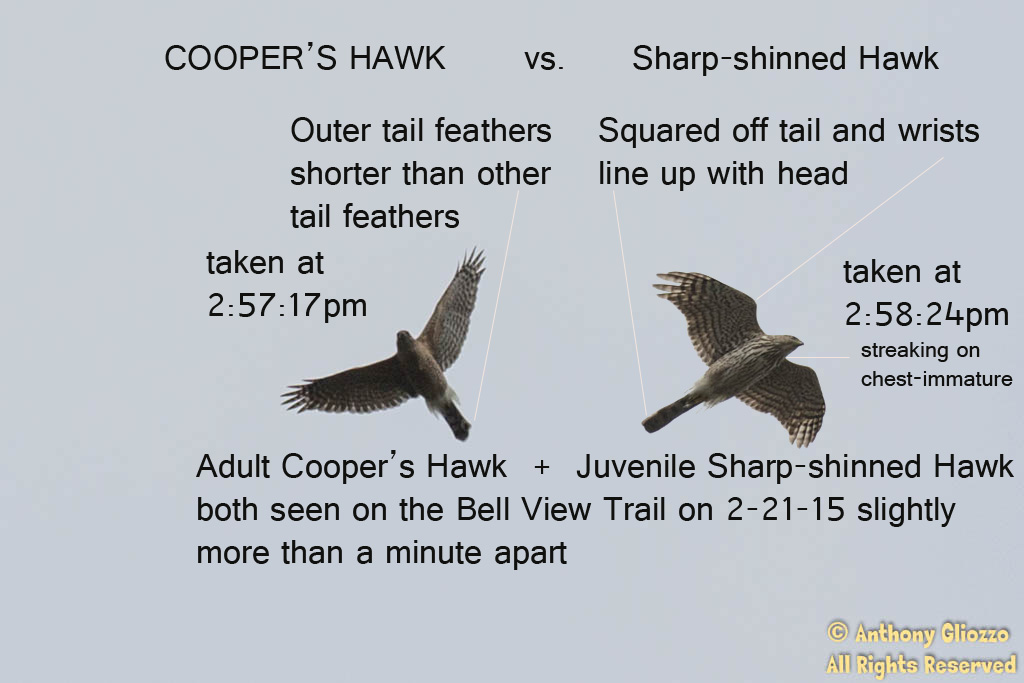 COOPER'S HAWK vs. Sharp-shinned Hawk
Outer tail feathers
shorter than other
tail feathers
Squared off tail and wrists
line up with head
taken at
2:57:17pm
taken at
2:58:24pm
streaking on
chest-immature
Adult Cooper's Hawk + Juvenile Sharp-shinned Hawk
both seen on the Bell View Trail on 2-21-15 slightly
more than a minute apart
© Anthony Gliozzo
All Rights Reserved